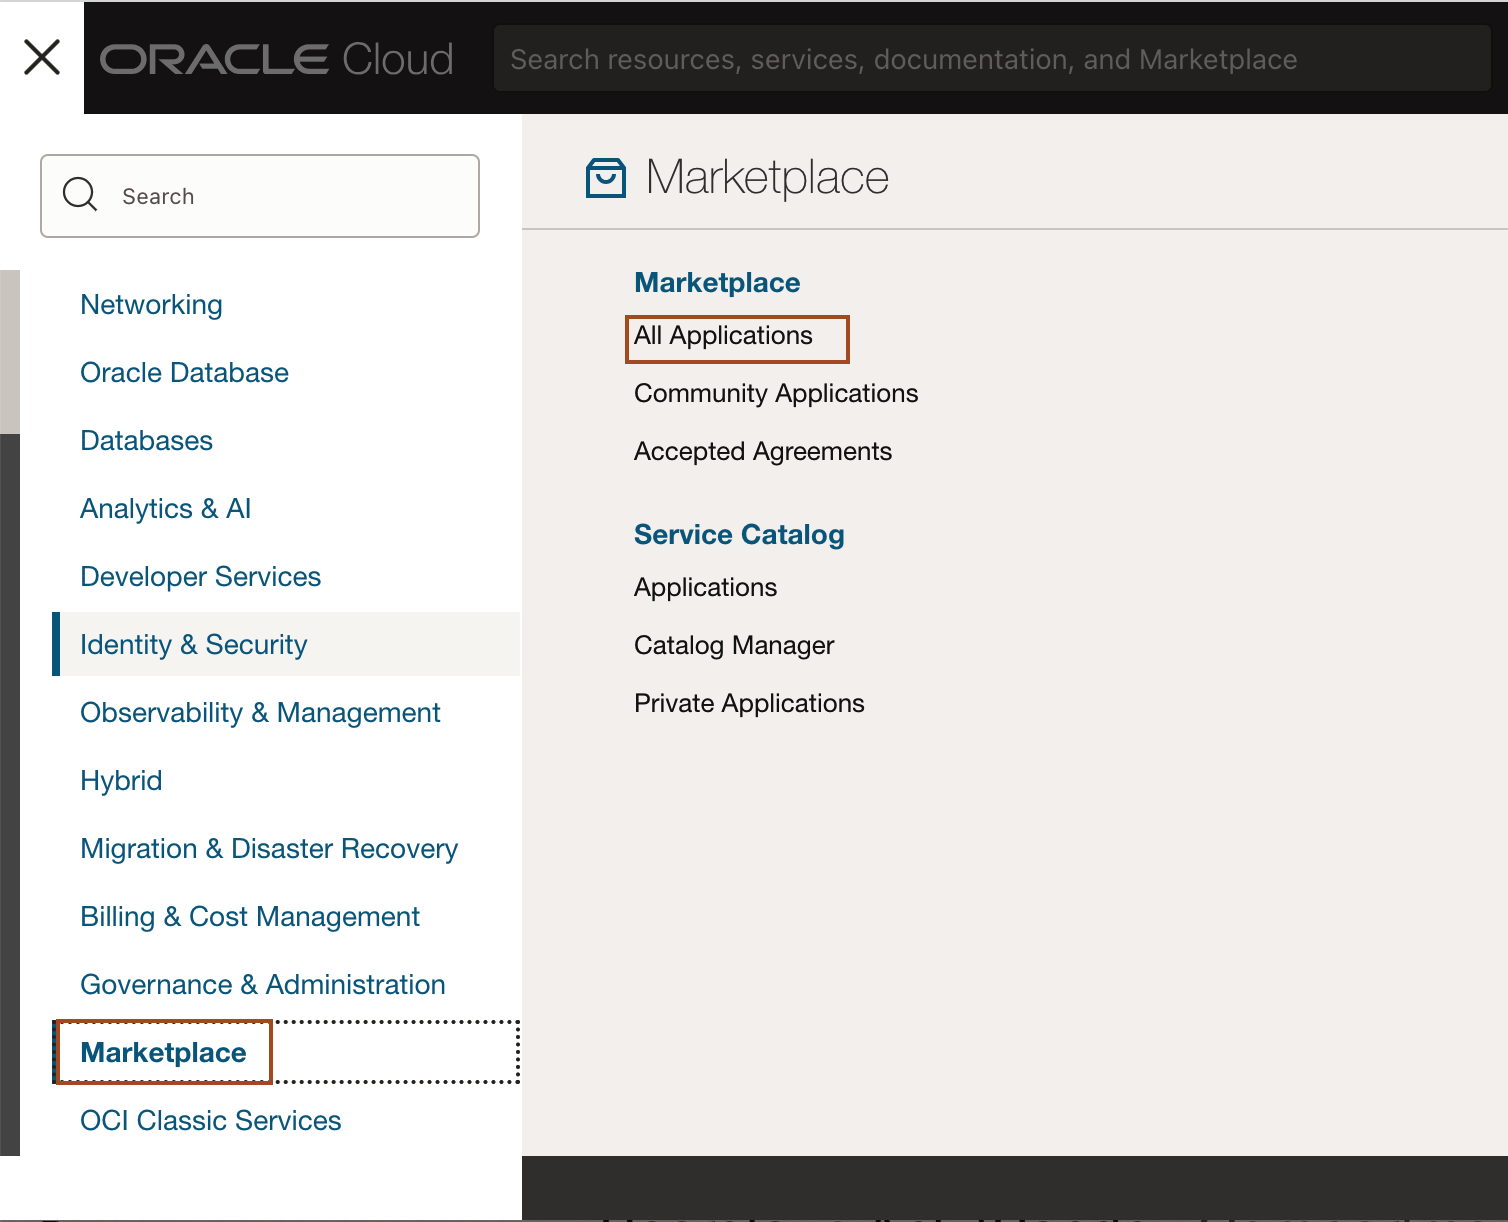 ORACLE Cloud
Search resources, services, documentation, and Marketplace
Search
Networking
Oracle Database
Databases
Analytics & AI
Developer Services
Identity & Security
Observability & Management
Hybrid
Migration & Disaster Recovery
Billing & Cost Management
Governance & Administration
Marketplace
OCI Classic Services
Marketplace
Marketplace
All Applications
Community Applications
Accepted Agreements
Service Catalog
Applications
Catalog Manager
Private Applications